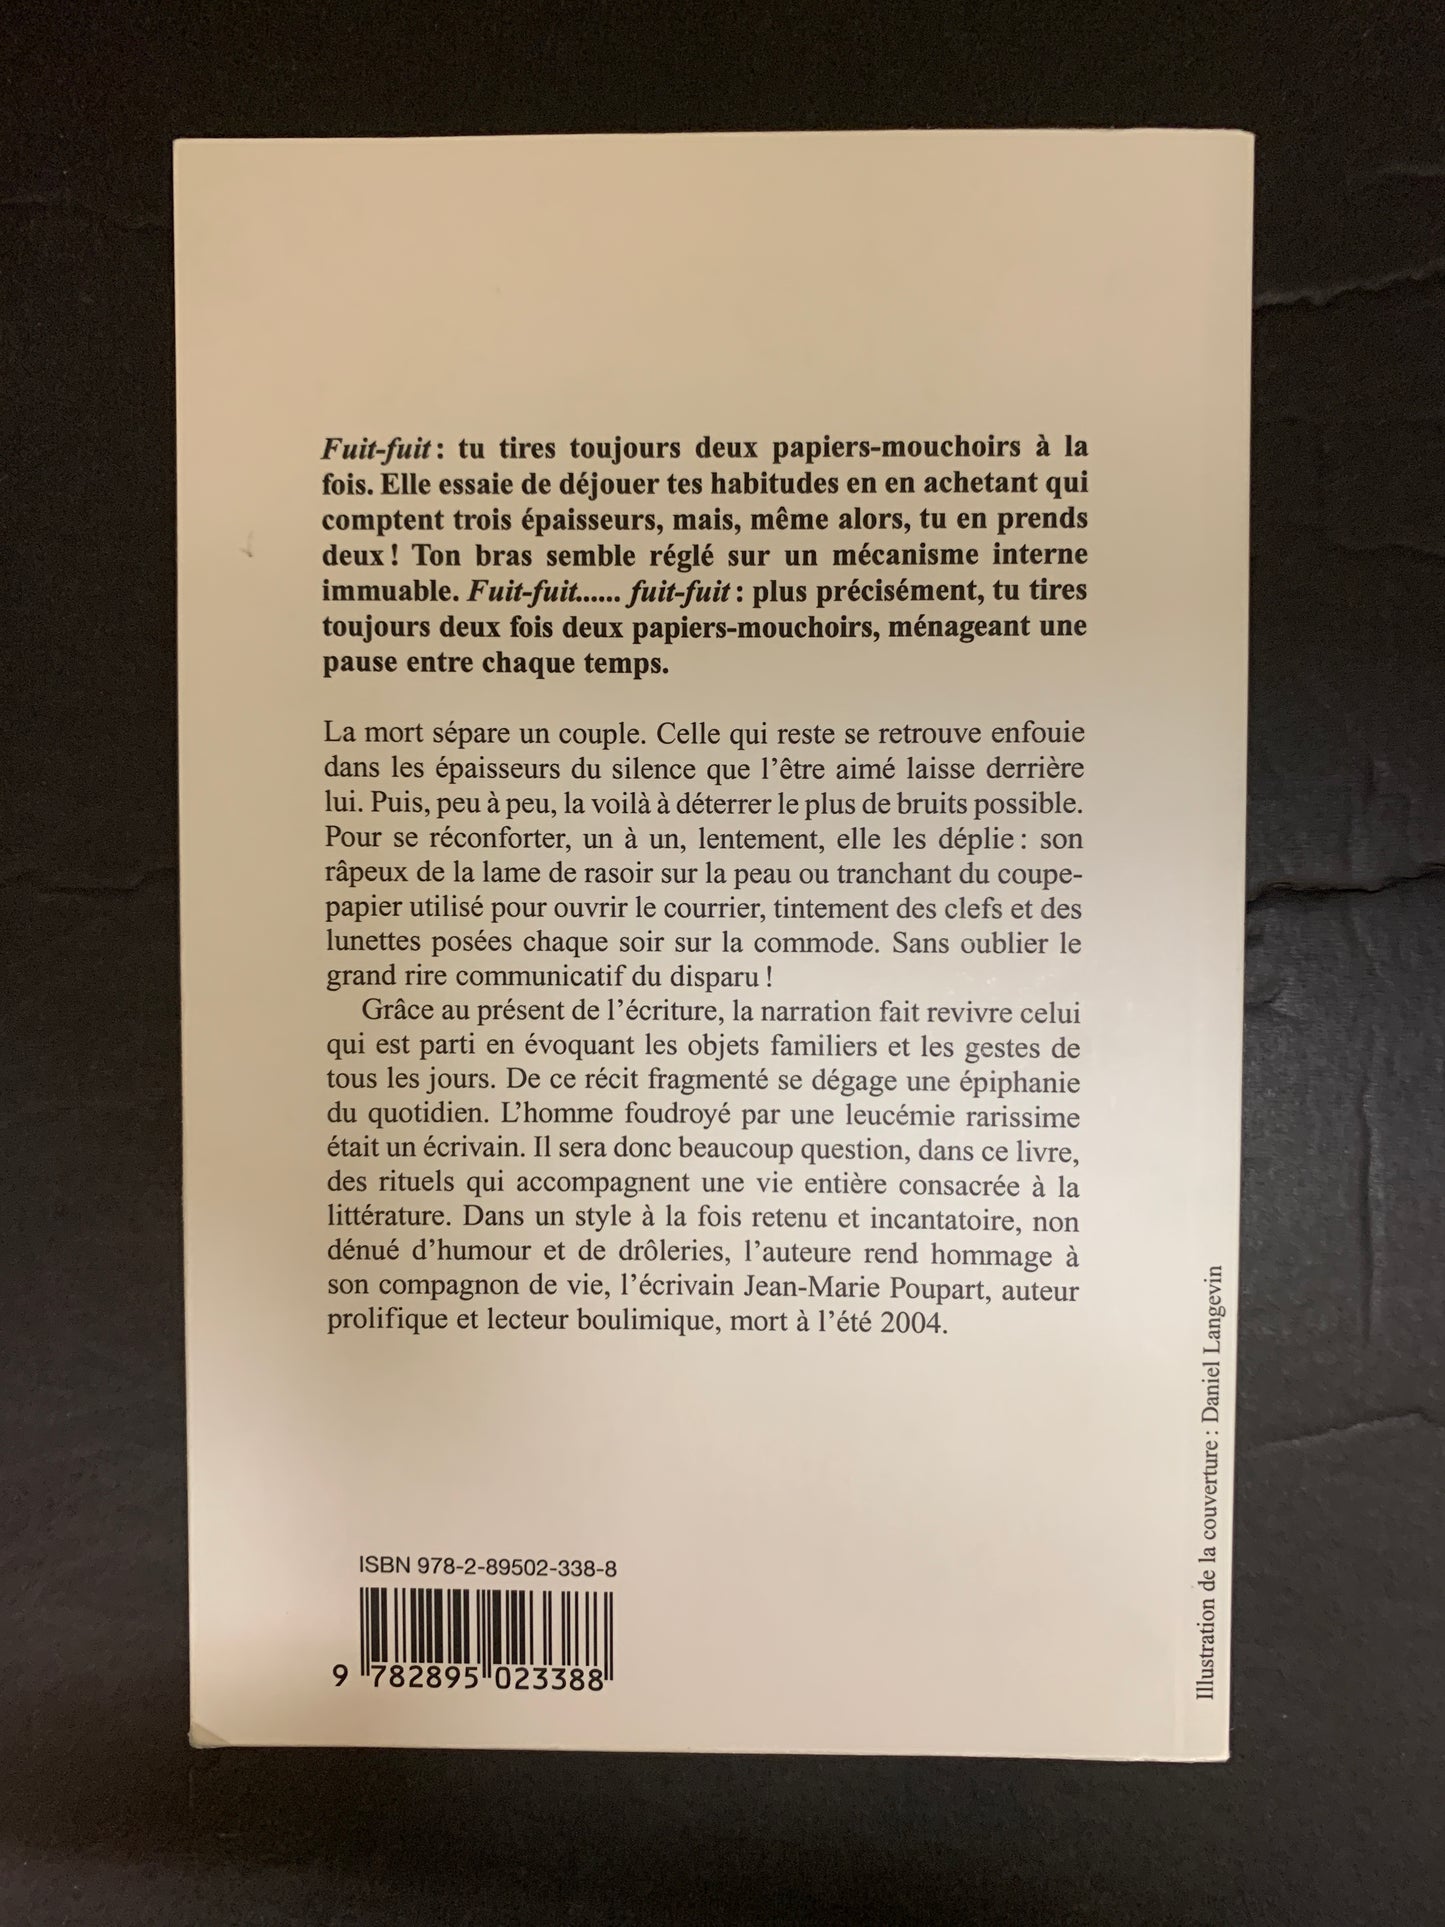 Fuit-fuit : tu tires toujours deux papiers-mouchoirs à la
fois. Elle essaie de déjouer tes habitudes en en achetant qui
comptent trois épaisseurs, mais, même alors, tu en prends
deux ! Ton bras semble réglé sur un mécanisme interne
immuable. Fuit-fuit...... fuit-fuit : plus précisément, tu tires
toujours deux fois deux papiers-mouchoirs, ménageant une
pause entre chaque temps.
La mort sépare un couple. Celle qui reste se retrouve enfouie
dans les épaisseurs du silence que l’être aimé laisse derrière
lui. Puis, peu à peu, la voilà à déterrer le plus de bruits possible.
Pour se réconforter, un à un, lentement, elle les déplie : son
râpeux de la lame de rasoir sur la peau ou tranchant du coupe-
papier utilisé pour ouvrir le courrier, tintement des clefs et des
lunettes posées chaque soir sur la commode. Sans oublier le
grand rire communicatif du disparu !
Grâce au présent de l’écriture, la narration fait revivre celui
qui est parti en évoquant les objets familiers et les gestes de
tous les jours. De ce récit fragmenté se dégage une épiphanie
du quotidien. L’homme foudroyé par une leucémie rarissime
était un écrivain. Il sera donc beaucoup question, dans ce livre,
des rituels qui accompagnent une vie entière consacrée à la
littérature. Dans un style à la fois retenu et incantatoire, non
dénué d’humour et de drôleries, l’auteure rend hommage à
son compagnon de vie, l’écrivain Jean-Marie Poupart, auteur
prolifique et lecteur boulimique, mort à l’été 2004.
ISBN 978-2-89502-338-8
9 782895 023388
Illustration de la couverture : Daniel Langevin